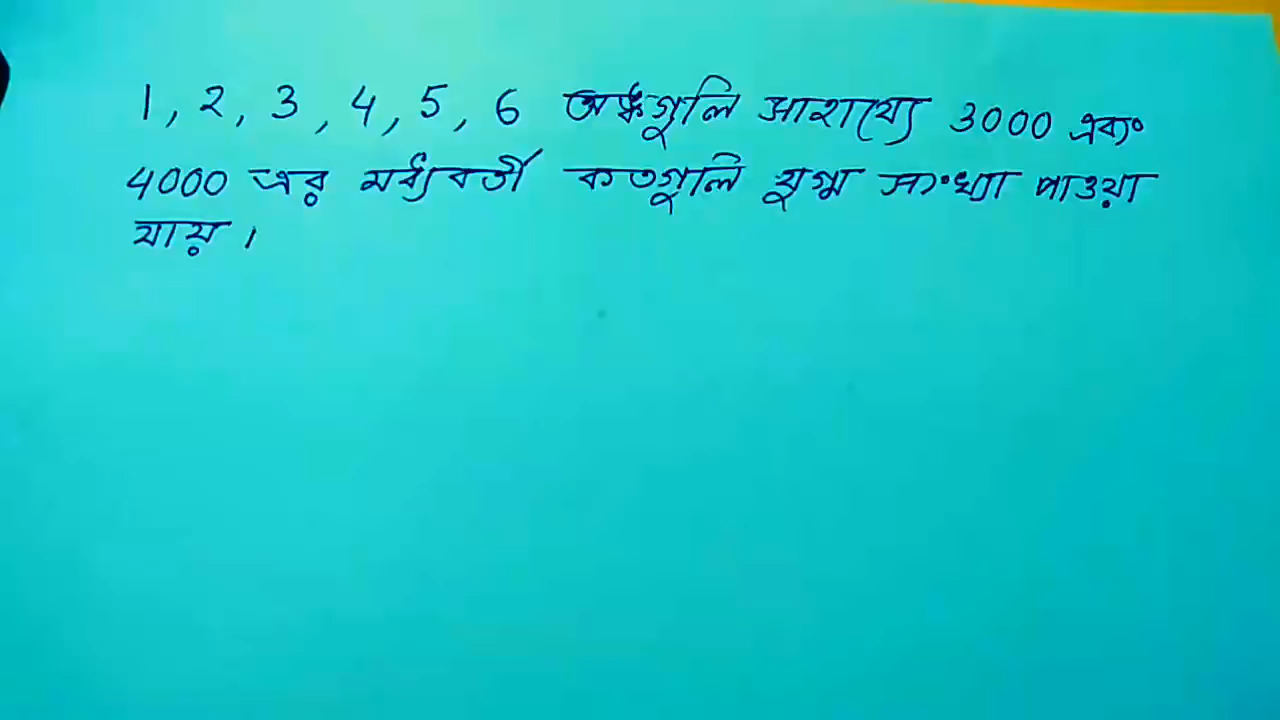 1, 2, 3, 4, 5, 6 অঙ্কগুলি সাহায্যে 3000 এবং
4000 এর মধ্যবর্তী কতগুলি যুগ্ম সংখ্যা পাওয়া
যায়।